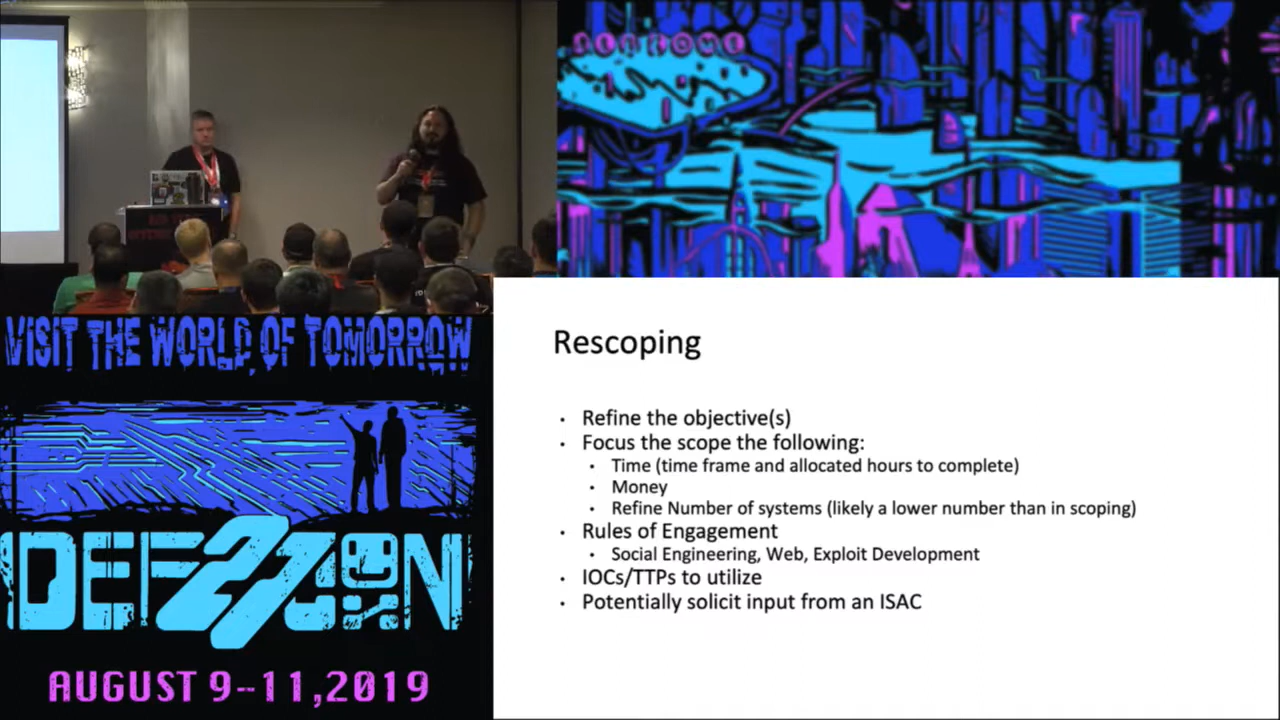 WELCOME
VISIT THE WORLD OF TOMORROW
DEF27CON
AUGUST 9-11,2019
Rescoping
• Refine the objective(s)
• Focus the scope the following:
• Time (time frame and allocated hours to complete)
• Money
• Refine Number of systems (likely a lower number than in scoping)
• Rules of Engagement
• Social Engineering, Web, Exploit Development
• IOCs/TTPs to utilize
• Potentially solicit input from an ISAC